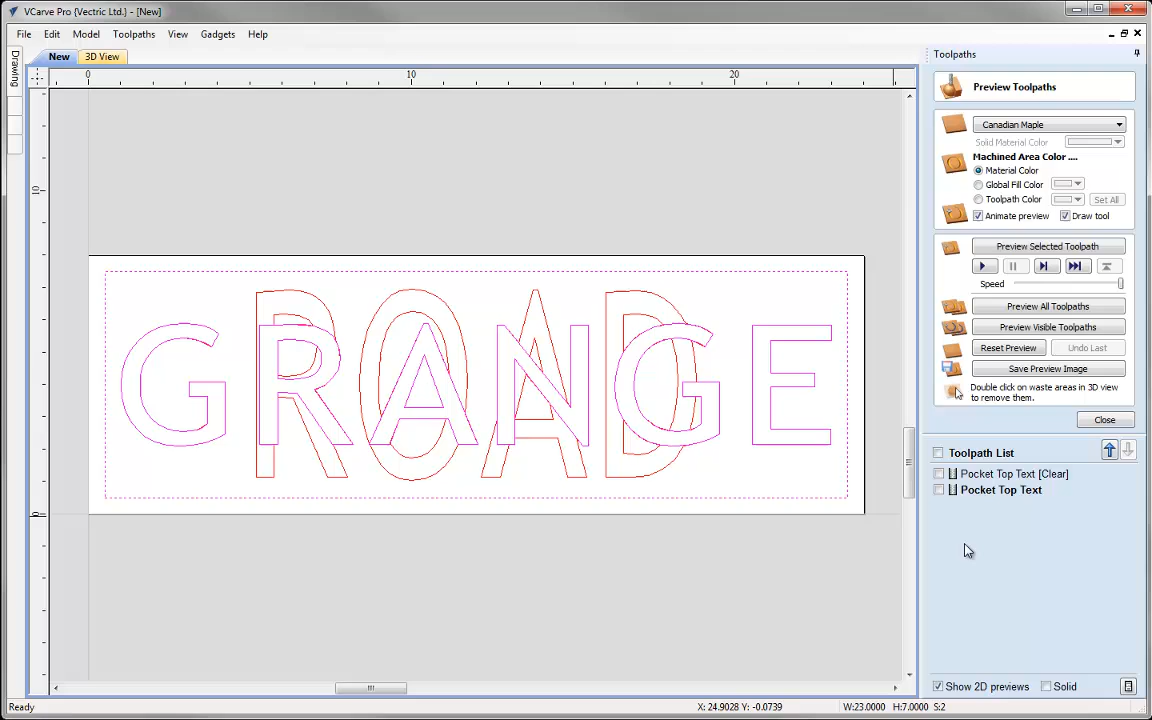 VCarve Pro {Vectric Ltd.} - [New]
File Edit Model Toolpaths View Gadgets Help
Drawing
New 3D View
0 10 20
10
0
ROAD
GRANGE
Toolpaths
Preview Toolpaths
Canadian Maple
Solid Material Color
Machined Area Color ....
Material Color
Global Fill Color
Toolpath Color Set All
Animate preview Draw tool
Preview Selected Toolpath
Speed
Preview All Toolpaths
Preview Visible Toolpaths
Reset Preview Undo Last
Save Preview Image
Double click on waste areas in 3D view
to remove them.
Close
Toolpath List
Pocket Top Text [Clear]
Pocket Top Text
Show 2D previews Solid
Ready X: 24.9028 Y: -0.0739 W:23.0000 H:7.0000 S:2